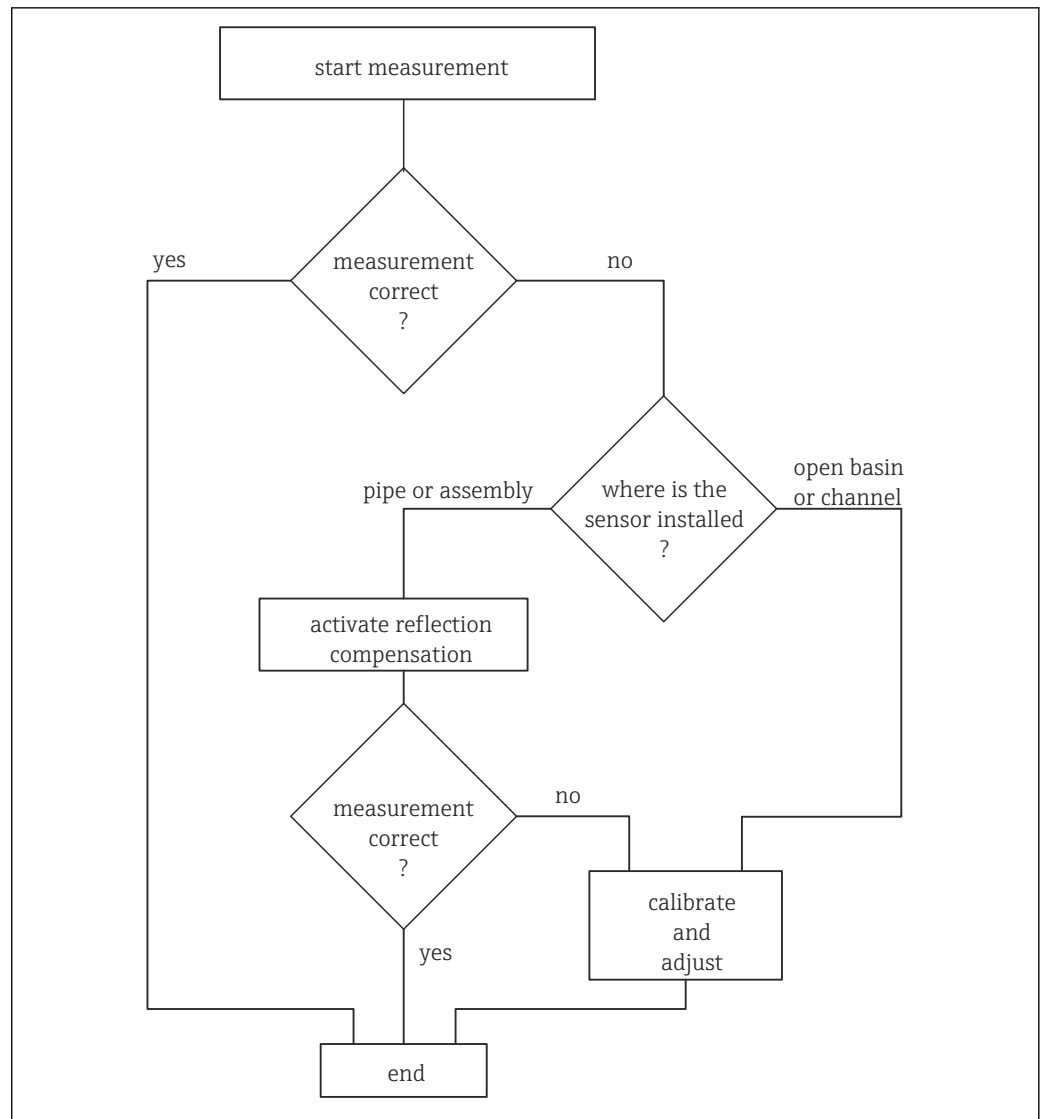 start measurement
yes
measurement
correct
?
no
pipe or assembly
where is the
sensor installed
?
open basin
or channel
activate reflection
compensation
measurement
correct
?
no
yes
calibrate
and
adjust
end